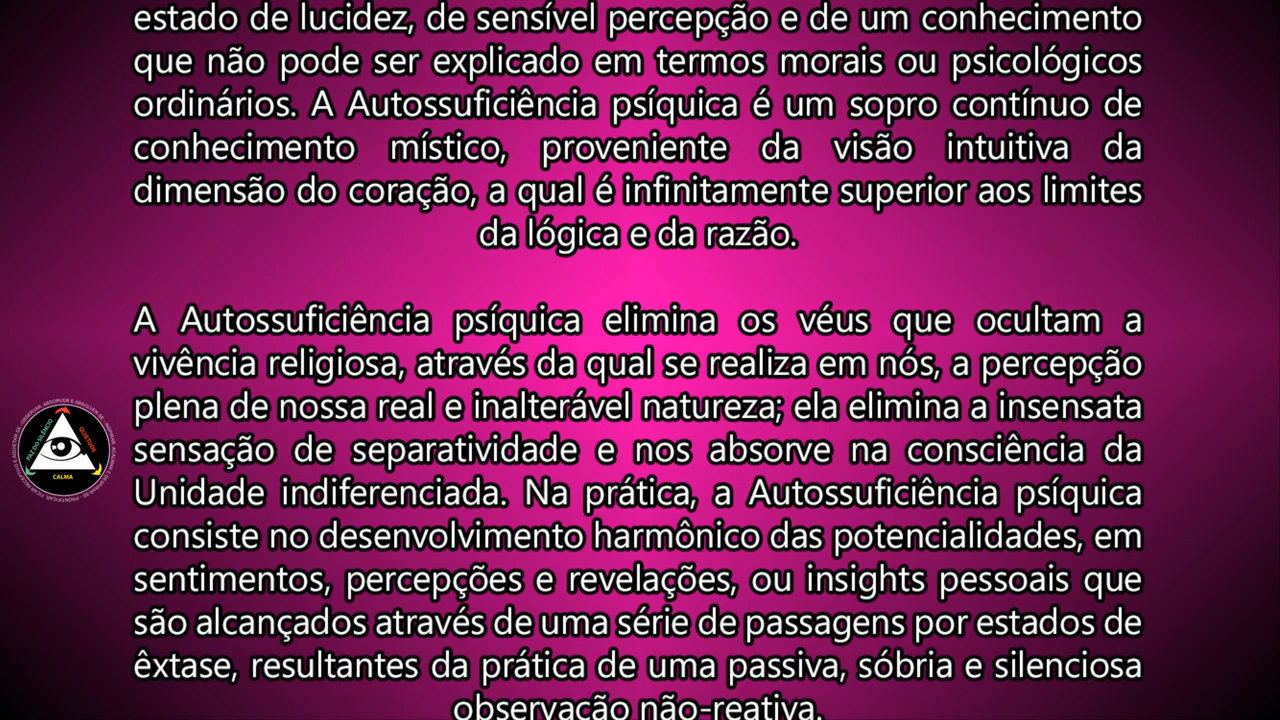 estado de lucidez, de sensível percepção e de um conhecimento
que não pode ser explicado em termos morais ou psicológicos
ordinários. A Autossuficiência psíquica é um sopro contínuo de
conhecimento místico, proveniente da visão intuitiva da
dimensão do coração, a qual é infinitamente superior aos limites
da lógica e da razão.
A Autossuficiência psíquica elimina os véus que ocultam a
vivência religiosa, através da qual se realiza em nós, a percepção
plena de nossa real e inalterável natureza; ela elimina a insensata
sensação de separatividade e nos absorve na consciência da
Unidade indiferenciada. Na prática, a Autossuficiência psíquica
consiste no desenvolvimento harmônico das potencialidades, em
sentimentos, percepções e revelações, ou insights pessoais que
são alcançados através de uma série de passagens por estados de
êxtase, resultantes da prática de uma passiva, sóbria e silenciosa
observação não-reativa.
PAZ DO SILENCIO
QUIETUDE
CALMA